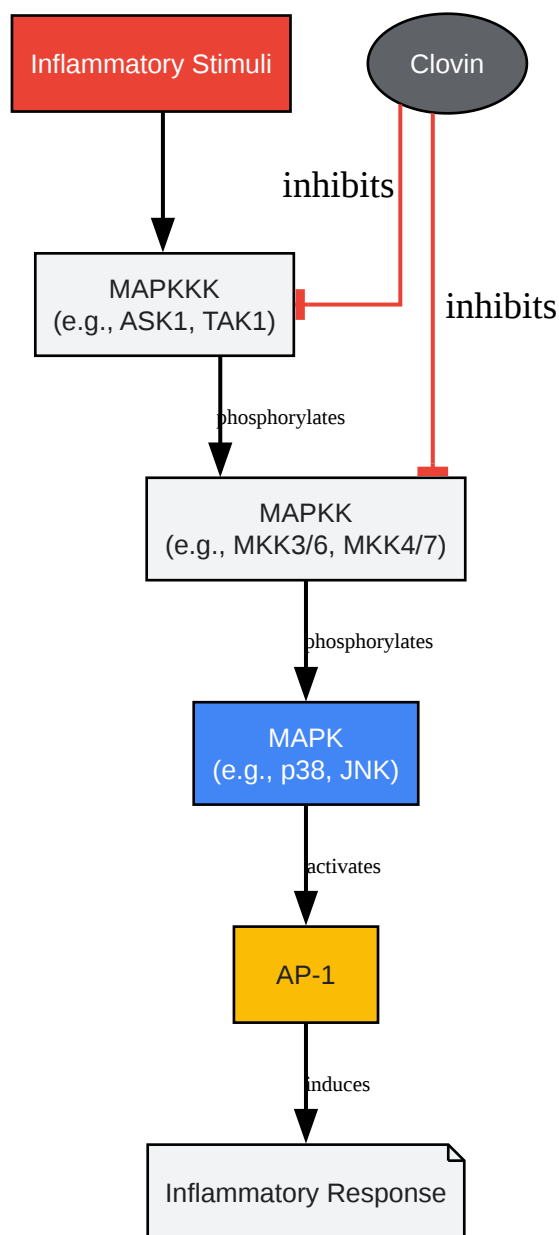 Inflammatory Stimuli
Clovin
inhibits
MAPKKK
(e.g., ASK1, TAK1)
inhibits
phosphorylates
MAPKK
(e.g., MKK3/6, MKK4/7)
phosphorylates
MAPK
(e.g., p38, JNK)
activates
AP-1
induces
Inflammatory Response